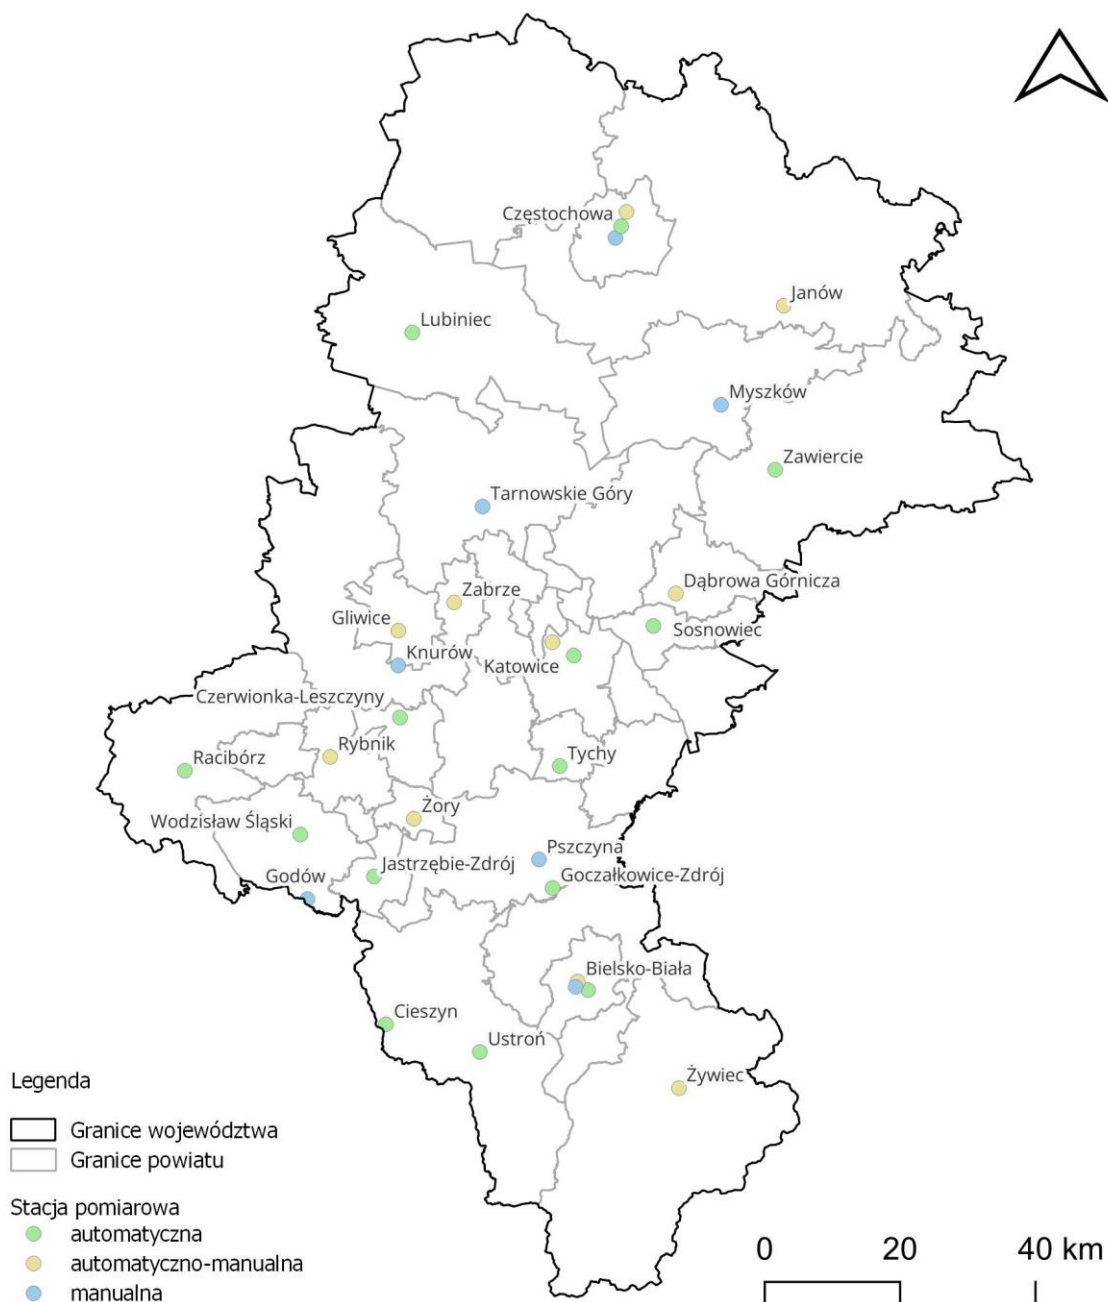 Częstochowa
Janów
Lubiniec
Myszków
Zawiercie
Tarnowskie Góry
Dąbrowa Górnicza
Zabrze
Gliwice
Sosnowiec
Knurów
Katowice
Czerwionka-Leszczyny
Rybnik
Tychy
Racibórz
Żory
Wodzisław Śląski
Pszczyna
Jastrzębie-Zdrój
Godów
Goczałkowice-Zdrój
Bielsko-Biała
Cieszyn
Ustroń
Żywiec
Legenda
Granice województwa
Granice powiatu
Stacja pomiarowa
automatyczna
automatyczno-manualna
manualna
0 20 40 km